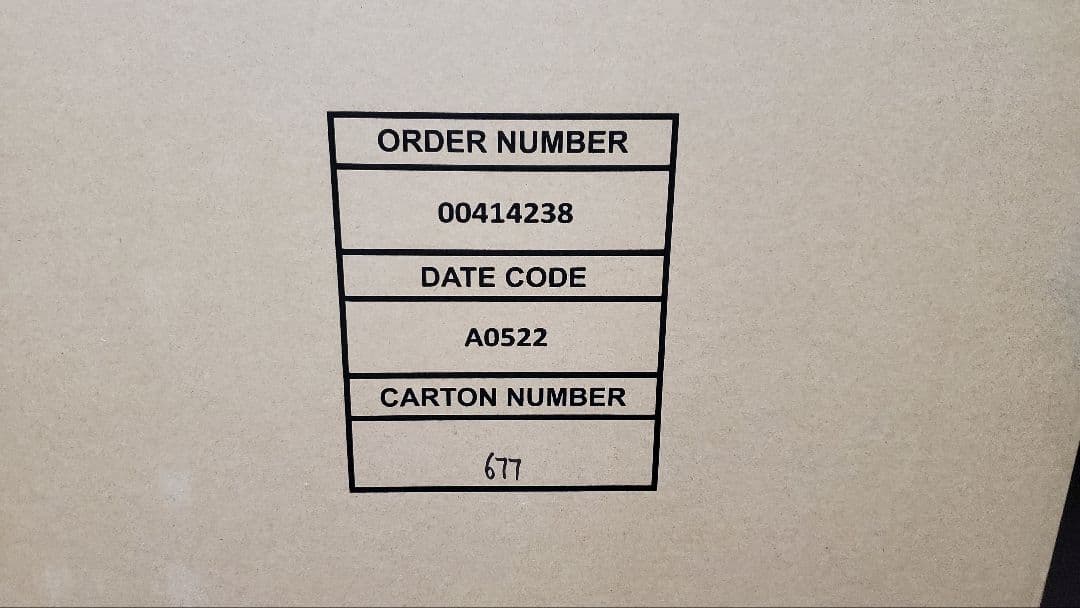 ORDER NUMBER
00414238
DATE CODE
A0522
CARTON NUMBER
677